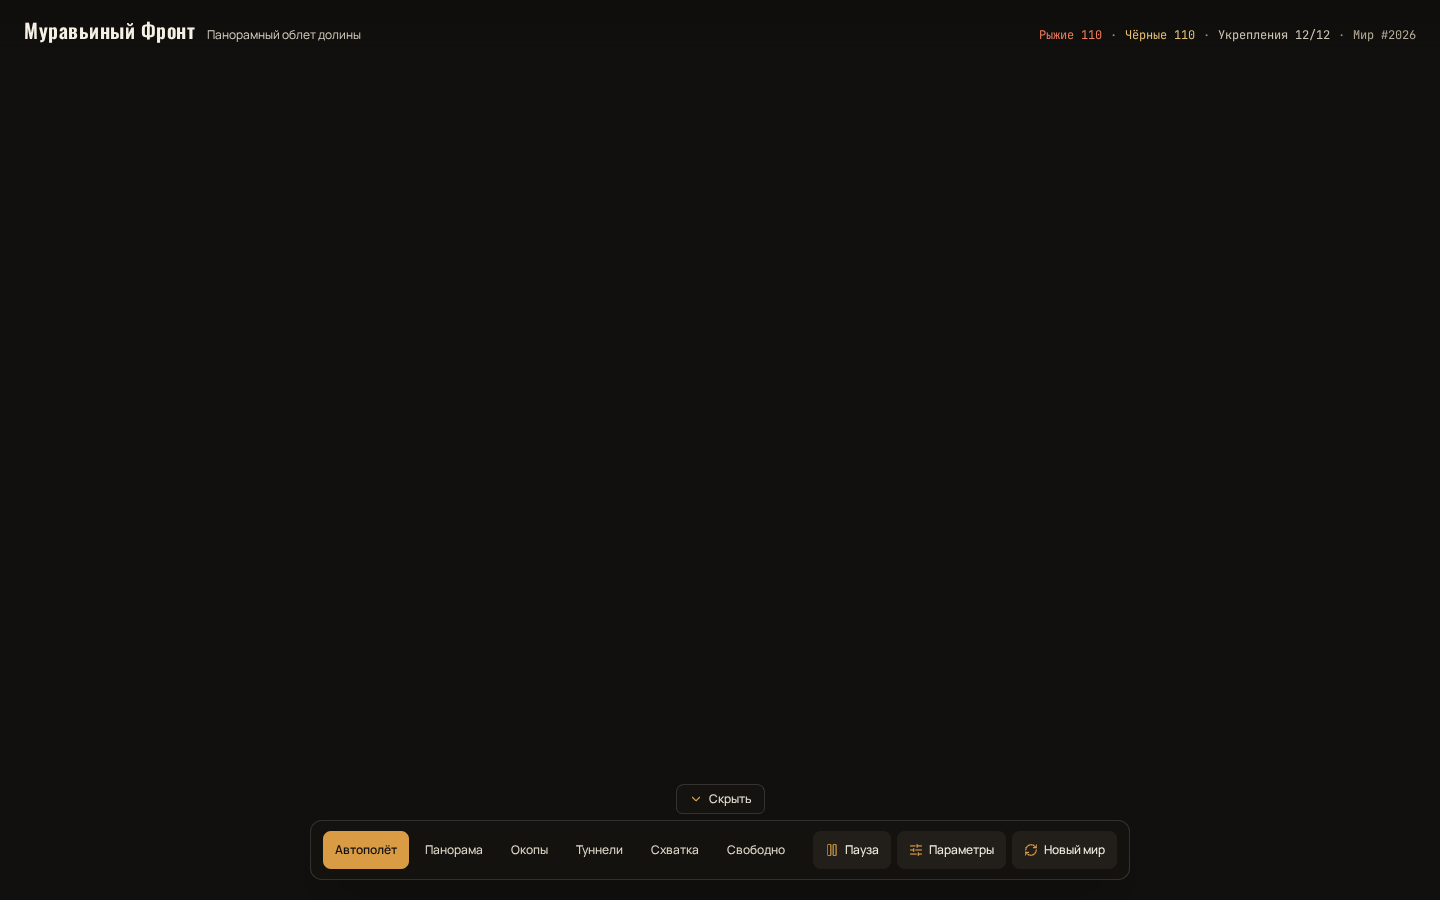 Муравьиный Фронт Панорамный облет долины
Рыжие 110 · Чёрные 110 · Укрепления 12/12 · Мир #2026
Скрыть
Автополёт Панорама Окопы Туннели Схватка Свободно Пауза Параметры Новый мир